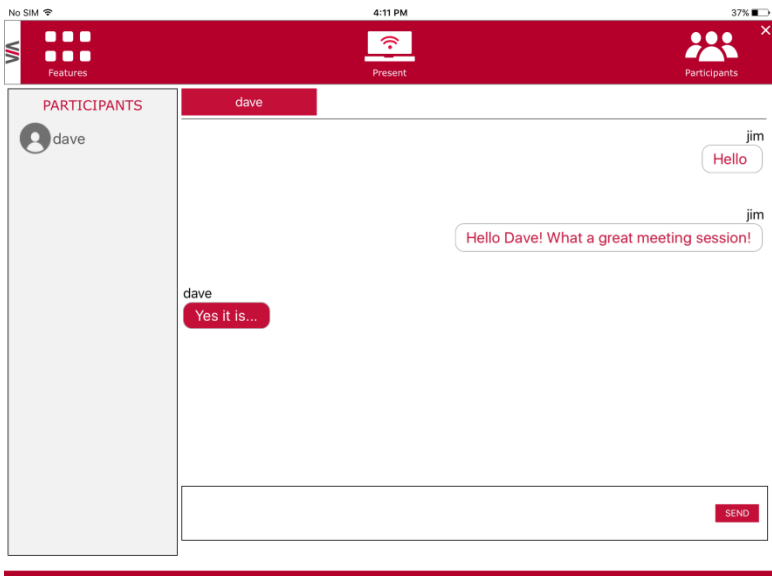 No SIM 4:11 PM 37%
Features Present Participants
PARTICIPANTS
dave
dave
jim
Hello
jim
Hello Dave! What a great meeting session!
dave
Yes it is...
SEND